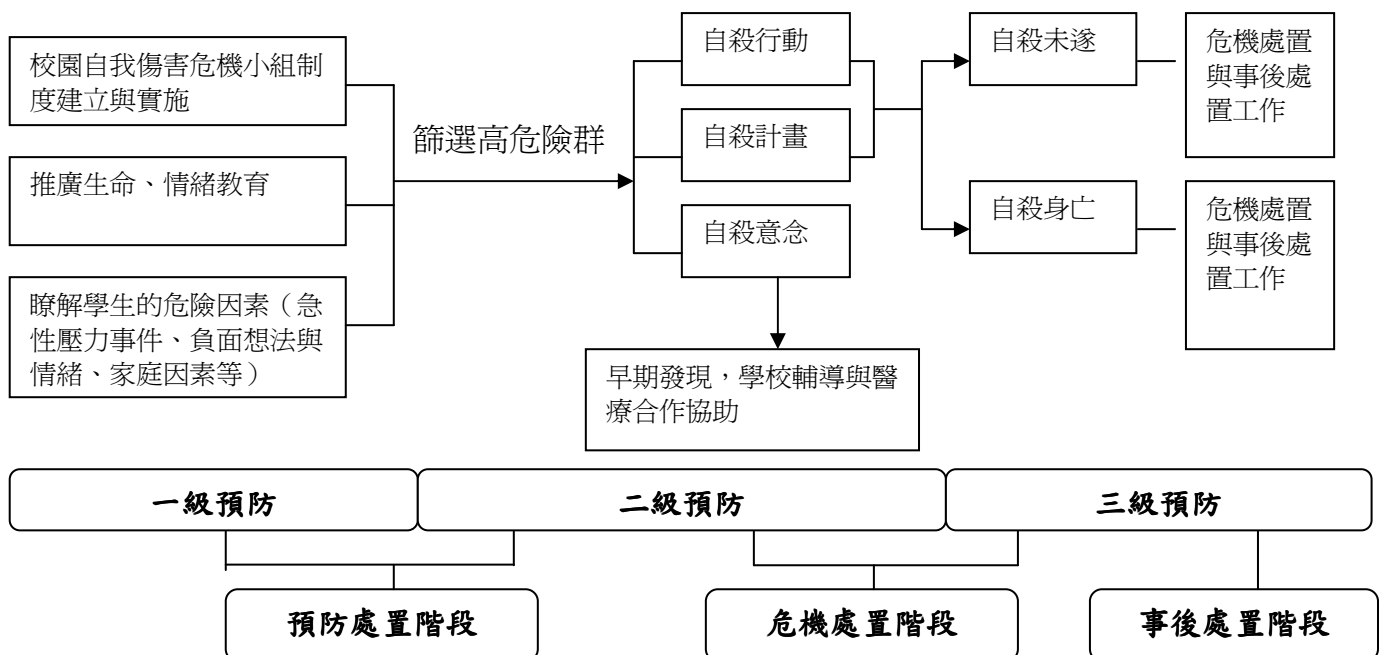 校園自我傷害危機小組制
度建立與實施
推廣生命、情緒教育
瞭解學生的危險因素（急
性壓力事件、負面想法與
情緒、家庭因素等）
篩選高危險群
自殺行動
自殺計畫
自殺意念
早期發現，學校輔導與醫
療合作協助
自殺未遂
自殺身亡
危機處置
與事後處
置工作
危機處置
與事後處
置工作
一級預防
二級預防
三級預防
預防處置階段
危機處置階段
事後處置階段